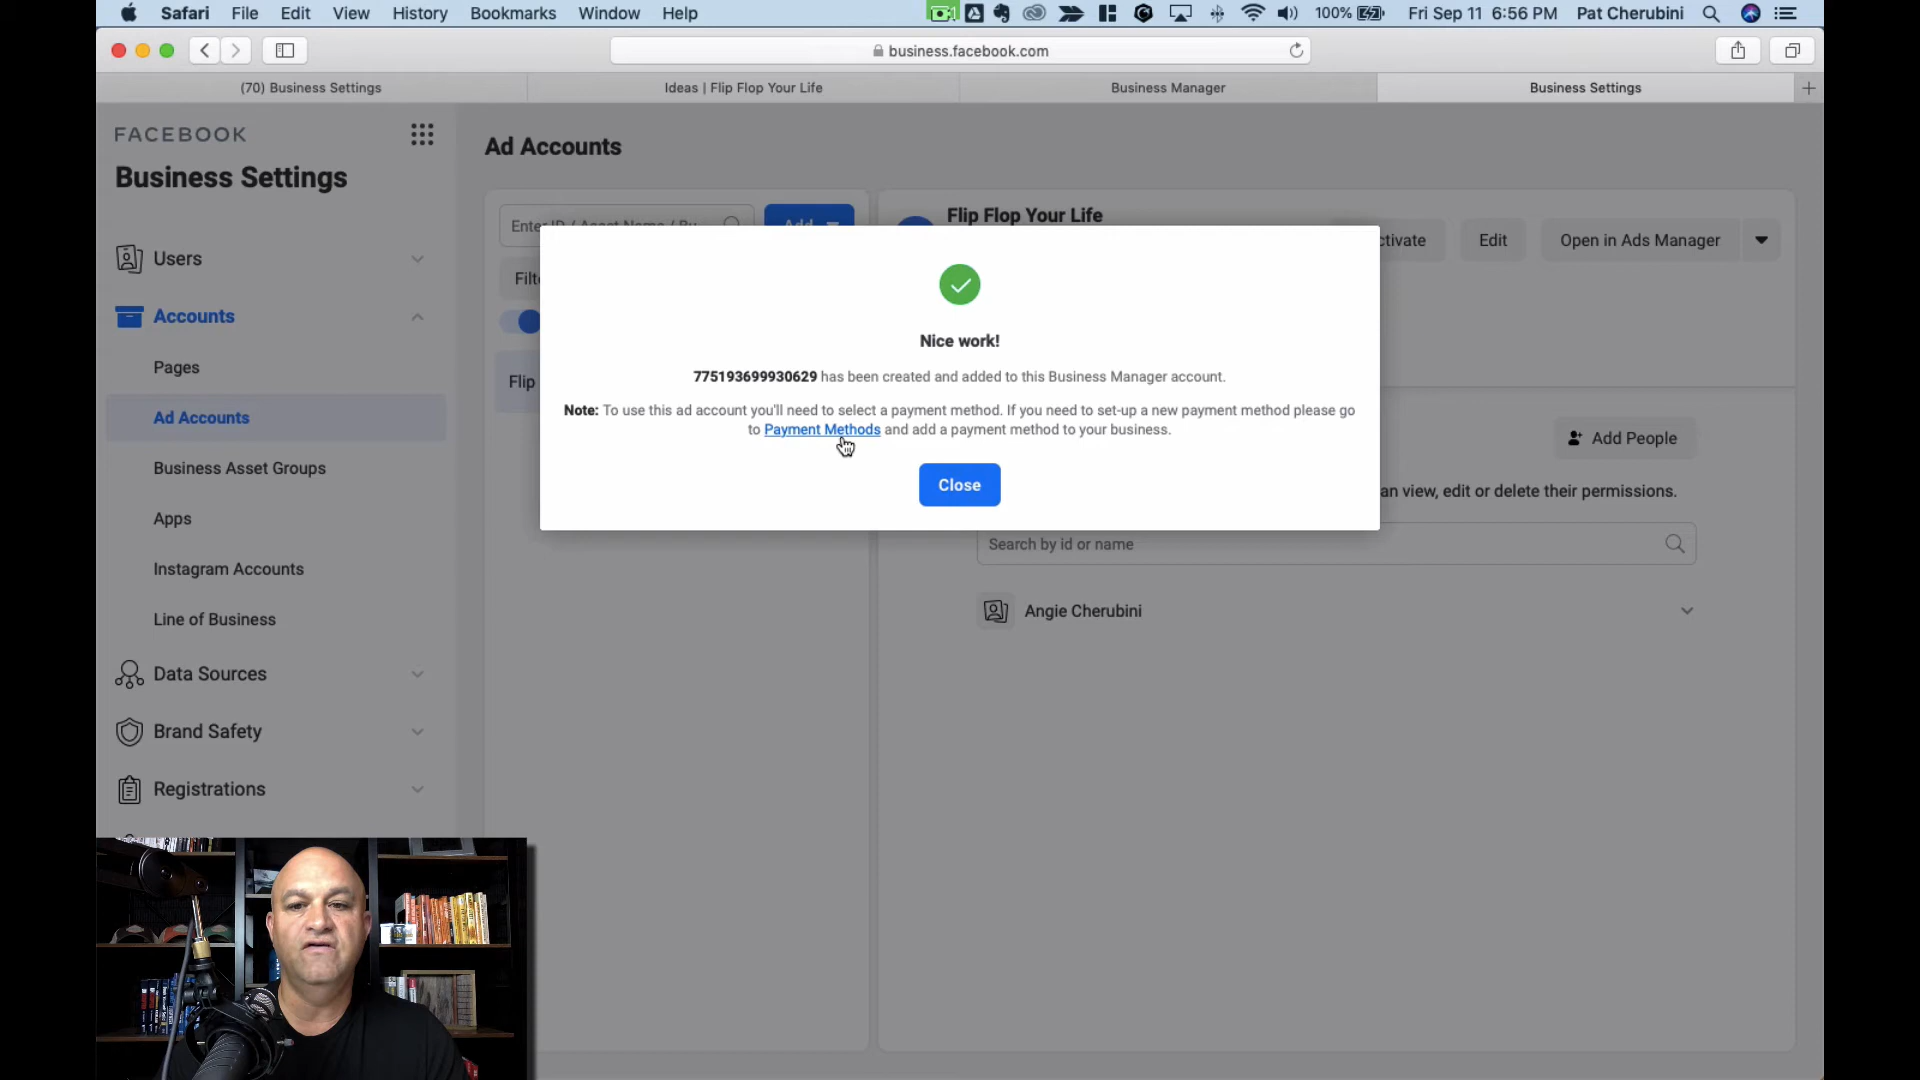 Safari File Edit View History Bookmarks Window Help 100% Fri Sep 11 6:56 PM Pat Cherubini
business.facebook.com
(70) Business Settings
Ideas | Flip Flop Your Life
Business Manager
Business Settings
FACEBOOK
Business Settings
Users
Accounts
Pages
Ad Accounts
Business Asset Groups
Apps
Instagram Accounts
Line of Business
Data Sources
Brand Safety
Registrations
Ad Accounts
Add
Flip
Flip Flop Your Life
Edit
Open in Ads Manager
Nice work!
775193699930629 has been created and added to this Business Manager account.
Note: To use this ad account you'll need to select a payment method. If you need to set-up a new payment method please go
to Payment Methods and add a payment method to your business.
Close
Add People
an view, edit or delete their permissions.
Search by id or name
Angie Cherubini